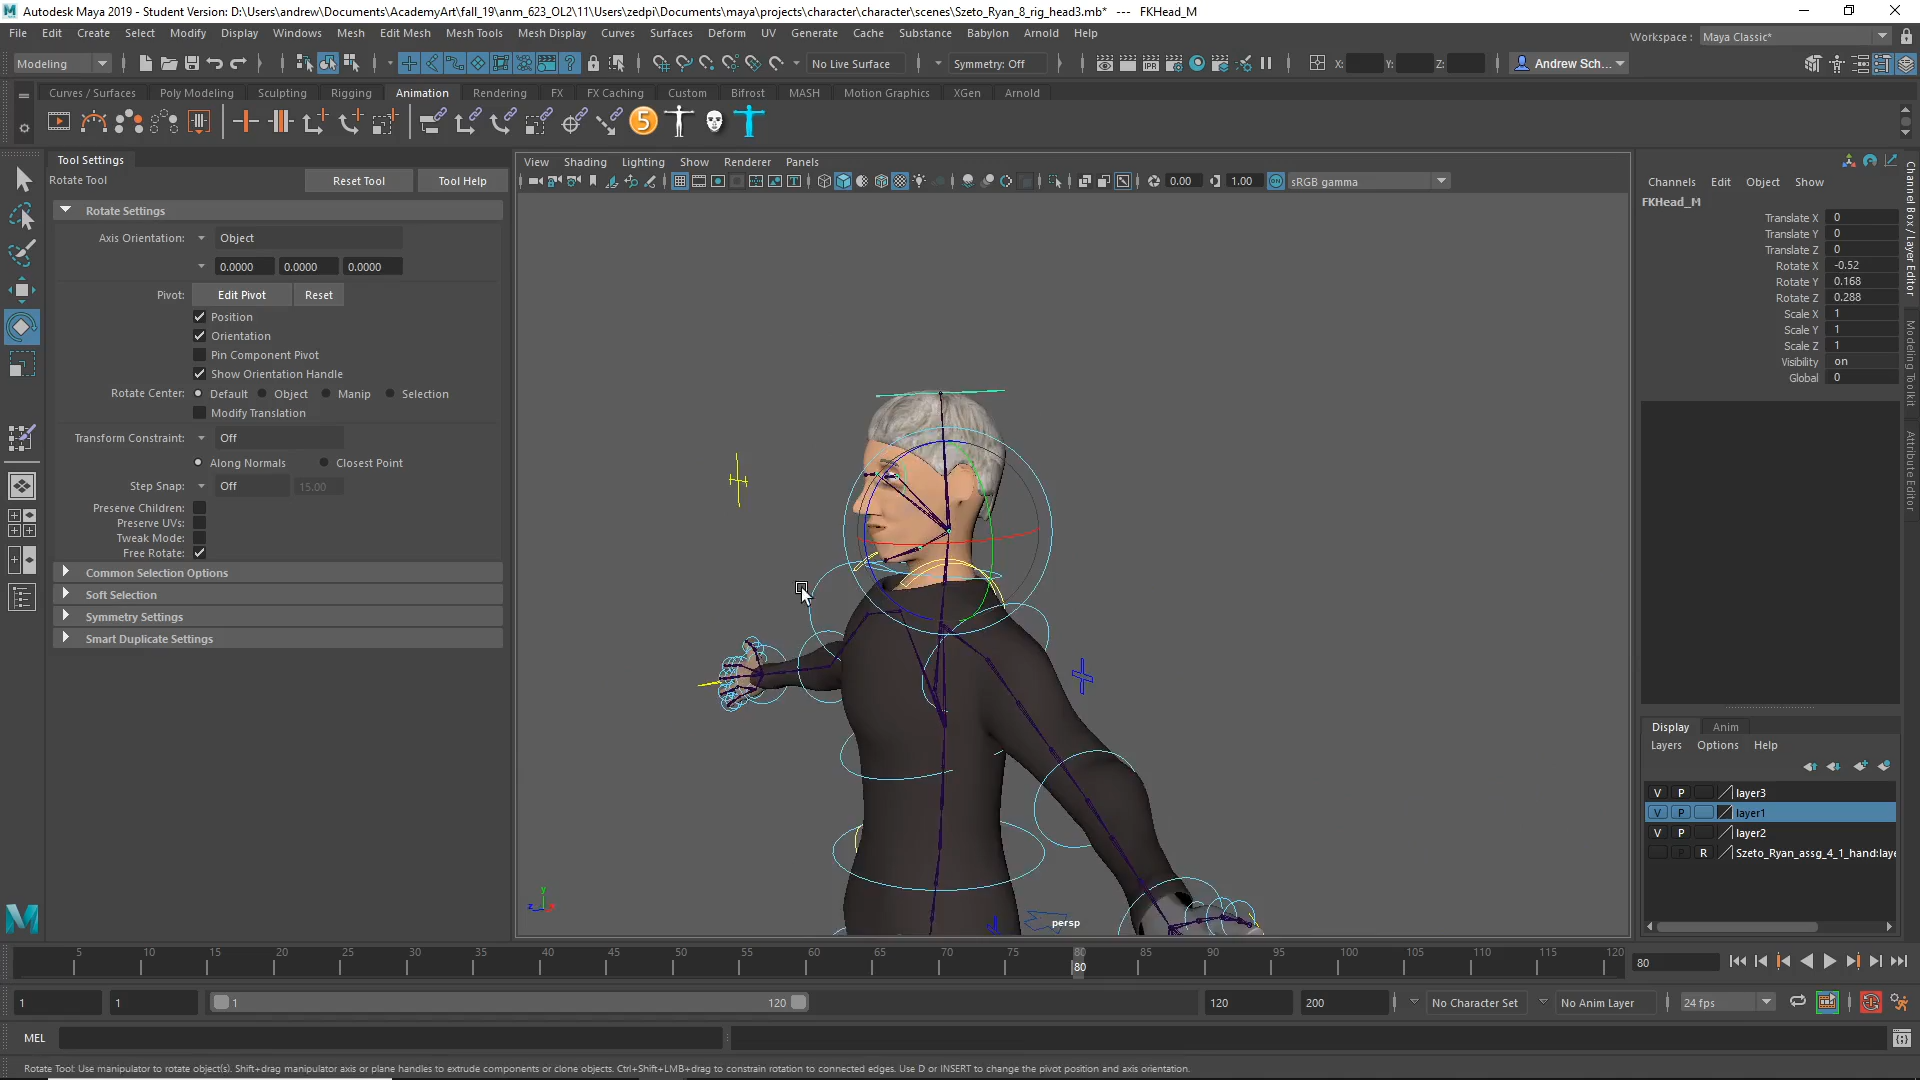 Autodesk Maya 2019 - Student Version: D:\Users\andrew\Documents\AcademyArt\fall_19\anm_623_OL2\11\Users\zedpi\Documents\maya\projects\character\character\scenes\Szeto_Ryan_8_rig_head3.mb* --- FKHead_M
File Edit Create Select Modify Display Windows Mesh Edit Mesh Mesh Tools Mesh Display Curves Surfaces Deform UV Generate Cache Substance Babylon Arnold Help
Workspace : Maya Classic*
Modeling No Live Surface Symmetry: Off X: Y: Z: Andrew Sch...
Curves / Surfaces Poly Modeling Sculpting Rigging Animation Rendering FX FX Caching Custom Bifrost MASH Motion Graphics XGen Arnold
5
Tool Settings
Rotate Tool Reset Tool Tool Help
Rotate Settings
Axis Orientation: Object
0.0000 0.0000 0.0000
Pivot: Edit Pivot Reset
Position
Orientation
Pin Component Pivot
Show Orientation Handle
Rotate Center: Default Object Manip Selection
Modify Translation
Transform Constraint: Off
Along Normals Closest Point
Step Snap: Off 15.00
Preserve Children:
Preserve UVs:
Tweak Mode:
Free Rotate:
Common Selection Options
Soft Selection
Symmetry Settings
Smart Duplicate Settings
View Shading Lighting Show Renderer Panels
0.00 1.00 ON sRGB gamma
persp
y
z x
Channels Edit Object Show
FKHead_M
Translate X 0
Translate Y 0
Translate Z 0
Rotate X -0.52
Rotate Y 0.168
Rotate Z 0.288
Scale X 1
Scale Y 1
Scale Z 1
Visibility on
Global 0
Channel Box / Layer Editor
Modeling Toolkit
Attribute Editor
Display Anim
Layers Options Help
V P layer3
V P layer1
V P layer2
P R Szeto_Ryan_assg_4_1_hand:laye
5 10 15 20 25 30 35 40 45 50 55 60 65 70 75 80 85 90 95 100 105 110 115 120
80 80
1 1 1 120 120 200 No Character Set No Anim Layer 24 fps
MEL
Rotate Tool: Use manipulator to rotate object(s). Shift+drag manipulator axis or plane handles to extrude components or clone objects. Ctrl+Shift+LMB+drag to constrain rotation to connected edges. Use D or INSERT to change the pivot position and axis orientation.